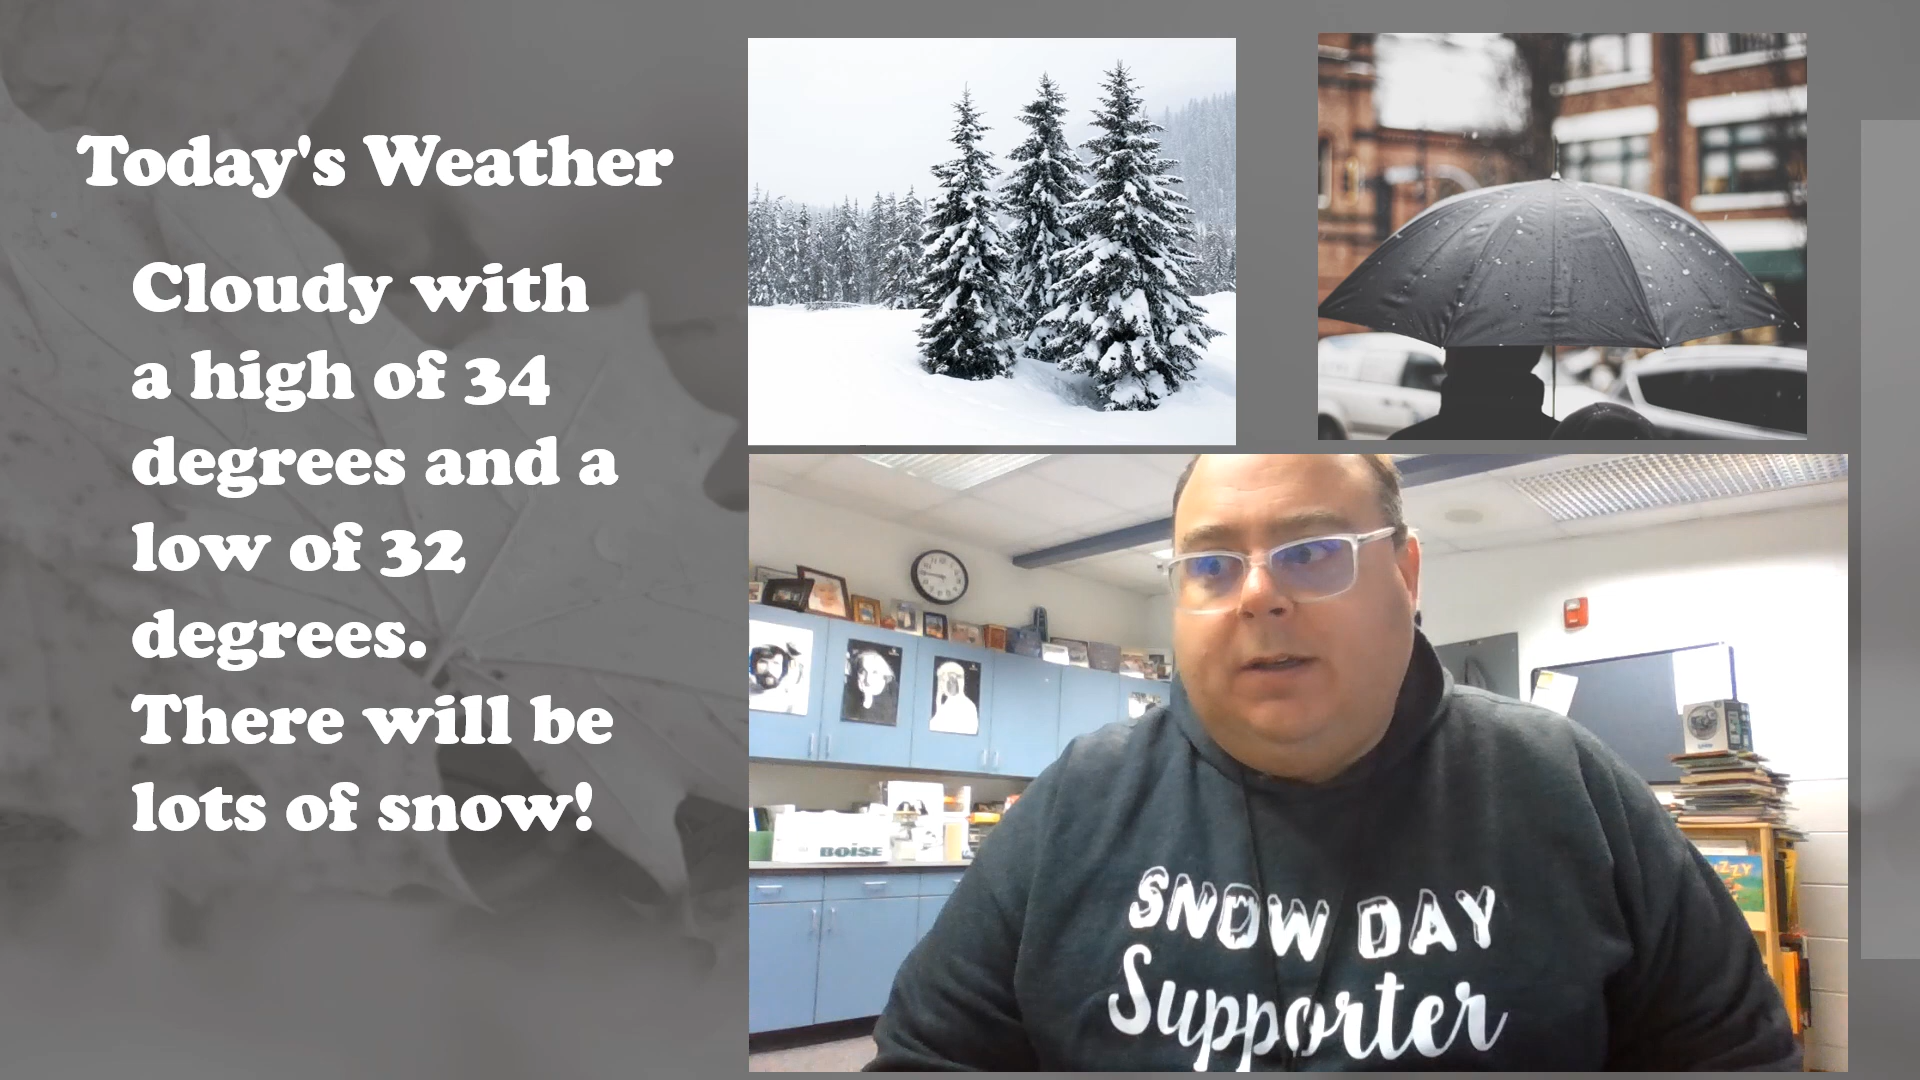 Today's Weather
Cloudy with
a high of 34
degrees and a
low of 32
degrees.
There will be
lots of snow!
BOiSE
SNOW DAY
Supporter
ZZY